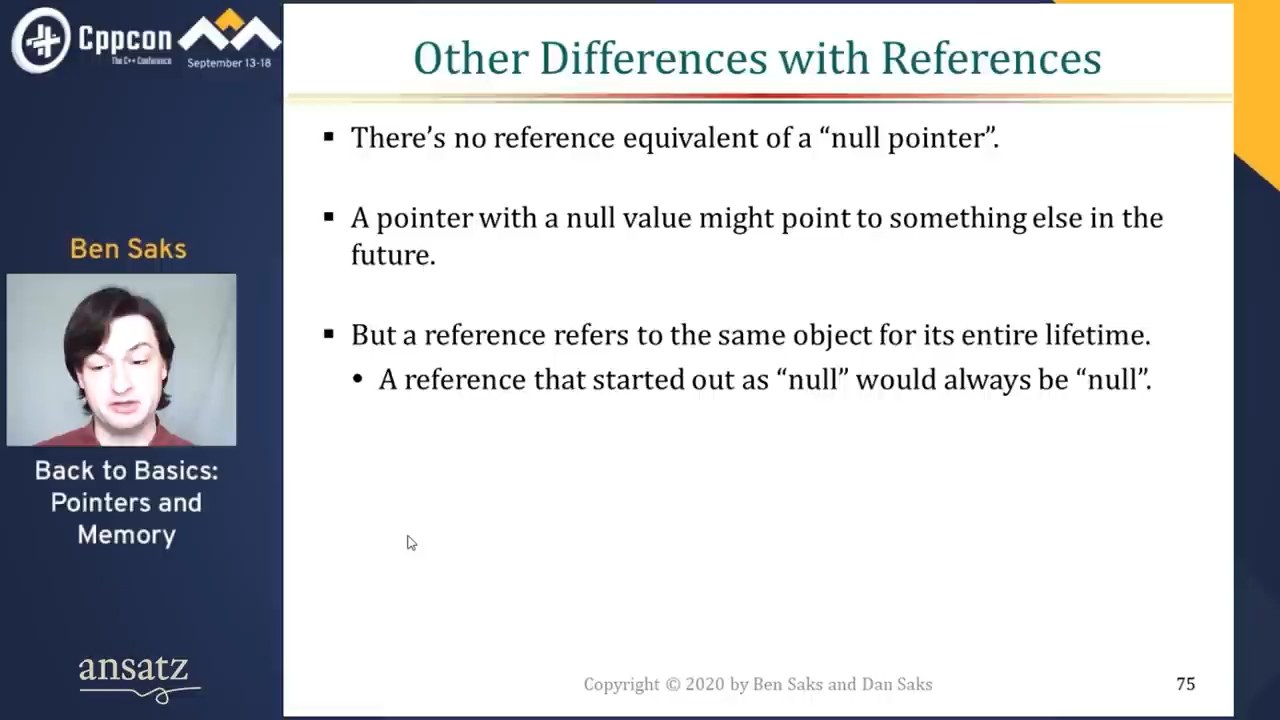 Cppcon
The C++ Conference
September 13-18
Ben Saks
Back to Basics:
Pointers and
Memory
ansatz
Other Differences with References
▪ There's no reference equivalent of a “null pointer”.
▪ A pointer with a null value might point to something else in the
future.
▪ But a reference refers to the same object for its entire lifetime.
• A reference that started out as “null” would always be “null”.
Copyright © 2020 by Ben Saks and Dan Saks
75